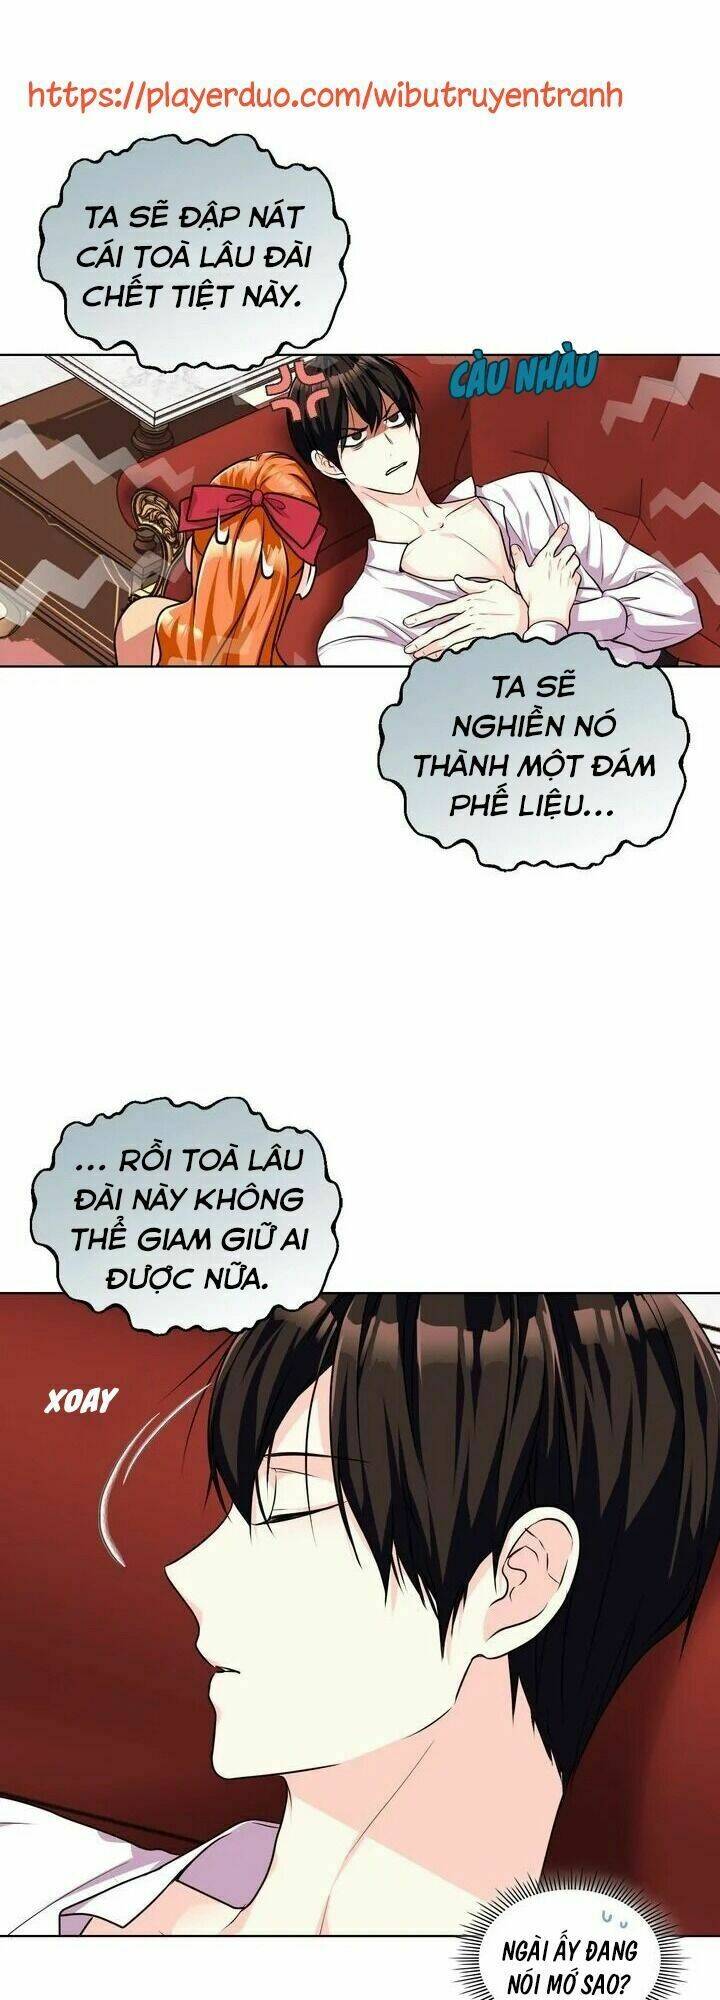 https://playerduo.com/wibutruyentranh
TA SẼ ĐẬP NÁT
CÁI TOÀ LÂU ĐÀI
CHẾT TIỆT NÀY.
CÀU NHÀU
TA SẼ
NGHIỀN NÓ
THÀNH MỘT ĐÁM
PHẾ LIỆU...
... RỒI TOÀ LÂU
ĐÀI NÀY KHÔNG
THỂ GIAM GIỮ AI
ĐƯỢC NỮA.
XOAY
NGÀI ẤY ĐANG
NÓI MỚ SAO?